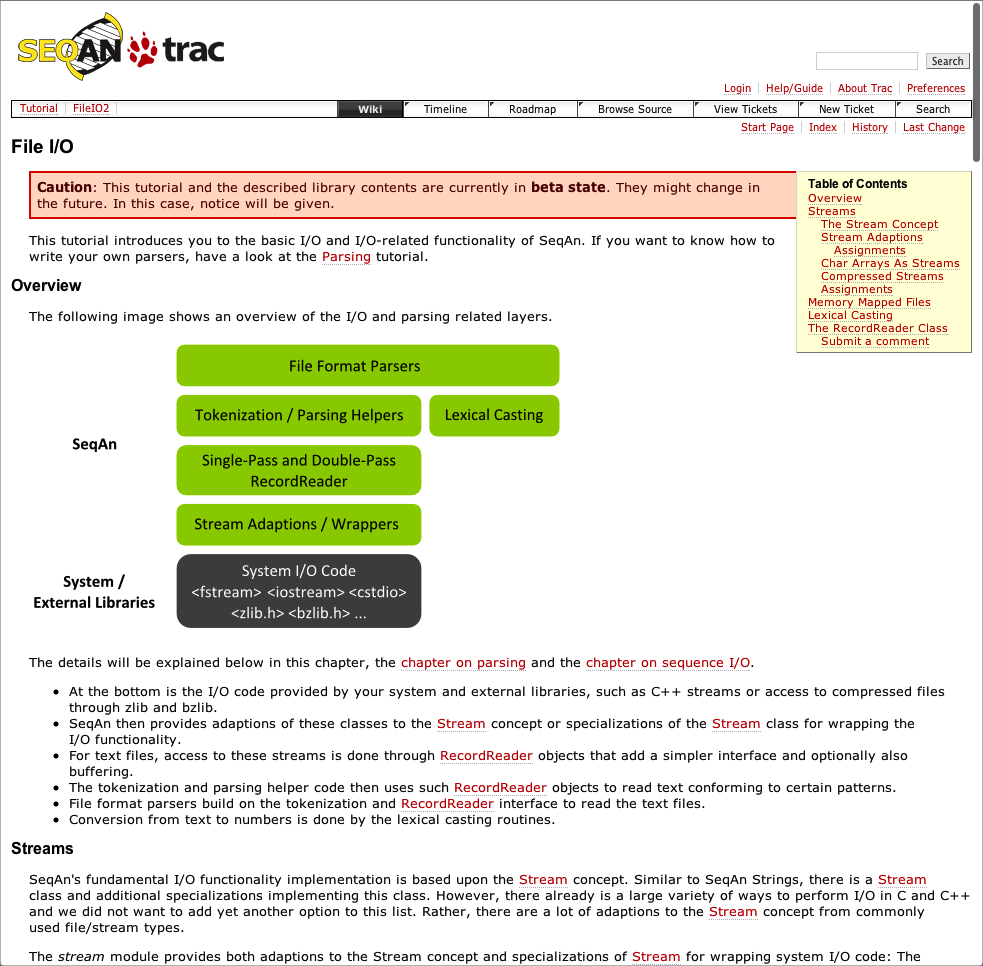 SEQAN trac
Search
Login Help/Guide About Trac Preferences
Tutorial FileIO2 Wiki Timeline Roadmap Browse Source View Tickets New Ticket Search
Start Page Index History Last Change
File I/O
Caution: This tutorial and the described library contents are currently in beta state. They might change in
the future. In this case, notice will be given.
Table of Contents
Overview
Streams
The Stream Concept
Stream Adaptions
Assignments
Char Arrays As Streams
Compressed Streams
Assignments
Memory Mapped Files
Lexical Casting
The RecordReader Class
Submit a comment
This tutorial introduces you to the basic I/O and I/O-related functionality of SeqAn. If you want to know how to
write your own parsers, have a look at the Parsing tutorial.
Overview
The following image shows an overview of the I/O and parsing related layers.
File Format Parsers
Tokenization / Parsing Helpers Lexical Casting
SeqAn
Single-Pass and Double-Pass
RecordReader
Stream Adaptions / Wrappers
System /
External Libraries
System I/O Code
<fstream> <iostream> <cstdio>
<zlib.h> <bzlib.h> ...
The details will be explained below in this chapter, the chapter on parsing and the chapter on sequence I/O.
• At the bottom is the I/O code provided by your system and external libraries, such as C++ streams or access to compressed files
through zlib and bzlib.
• SeqAn then provides adaptions of these classes to the Stream concept or specializations of the Stream class for wrapping the
I/O functionality.
• For text files, access to these streams is done through RecordReader objects that add a simpler interface and optionally also
buffering.
• The tokenization and parsing helper code then uses such RecordReader objects to read text conforming to certain patterns.
• File format parsers build on the tokenization and RecordReader interface to read the text files.
• Conversion from text to numbers is done by the lexical casting routines.
Streams
SeqAn's fundamental I/O functionality implementation is based upon the Stream concept. Similar to SeqAn Strings, there is a Stream
class and additional specializations implementing this class. However, there already is a large variety of ways to perform I/O in C and C++
and we did not want to add yet another option to this list. Rather, there are a lot of adaptions to the Stream concept from commonly
used file/stream types.
The stream module provides both adaptions to the Stream concept and specializations of Stream for wrapping system I/O code: The